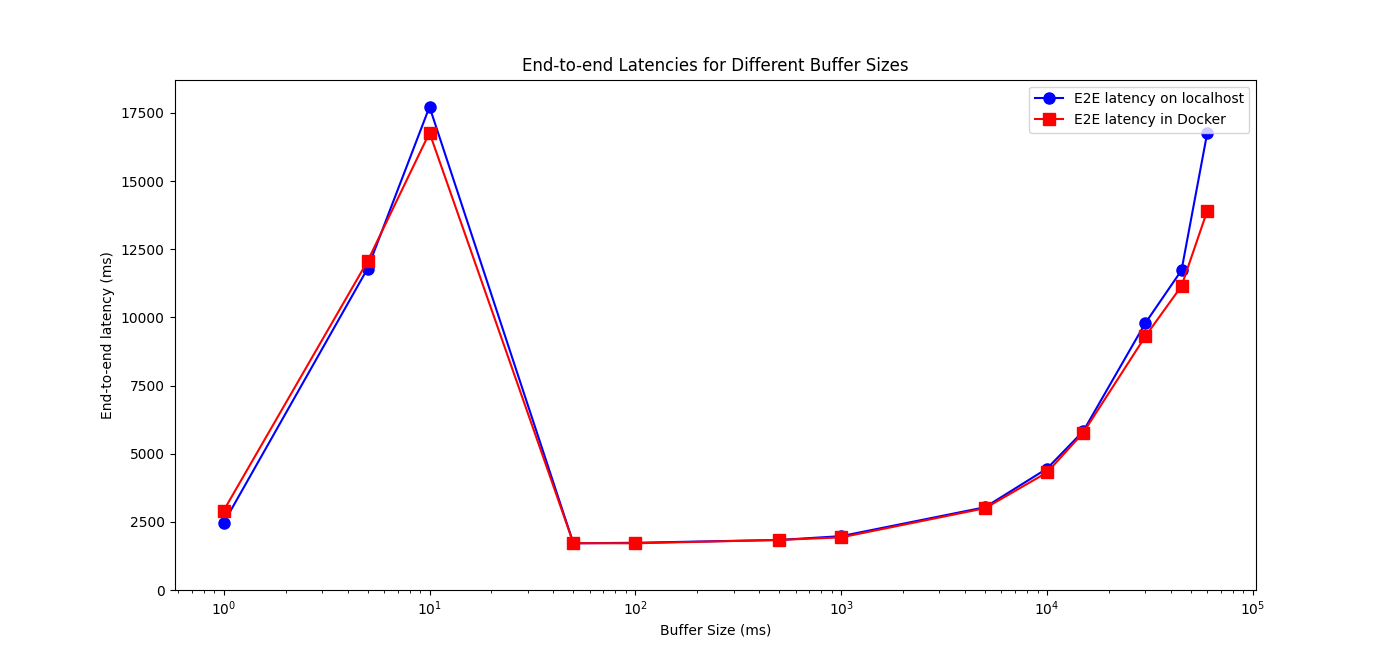 End-to-end Latencies for Different Buffer Sizes
E2E latency on localhost
E2E latency in Docker
End-to-end latency (ms)
17500
15000
12500
10000
7500
5000
2500
0
10⁰ 10¹ 10² 10³ 10⁴ 10⁵
Buffer Size (ms)